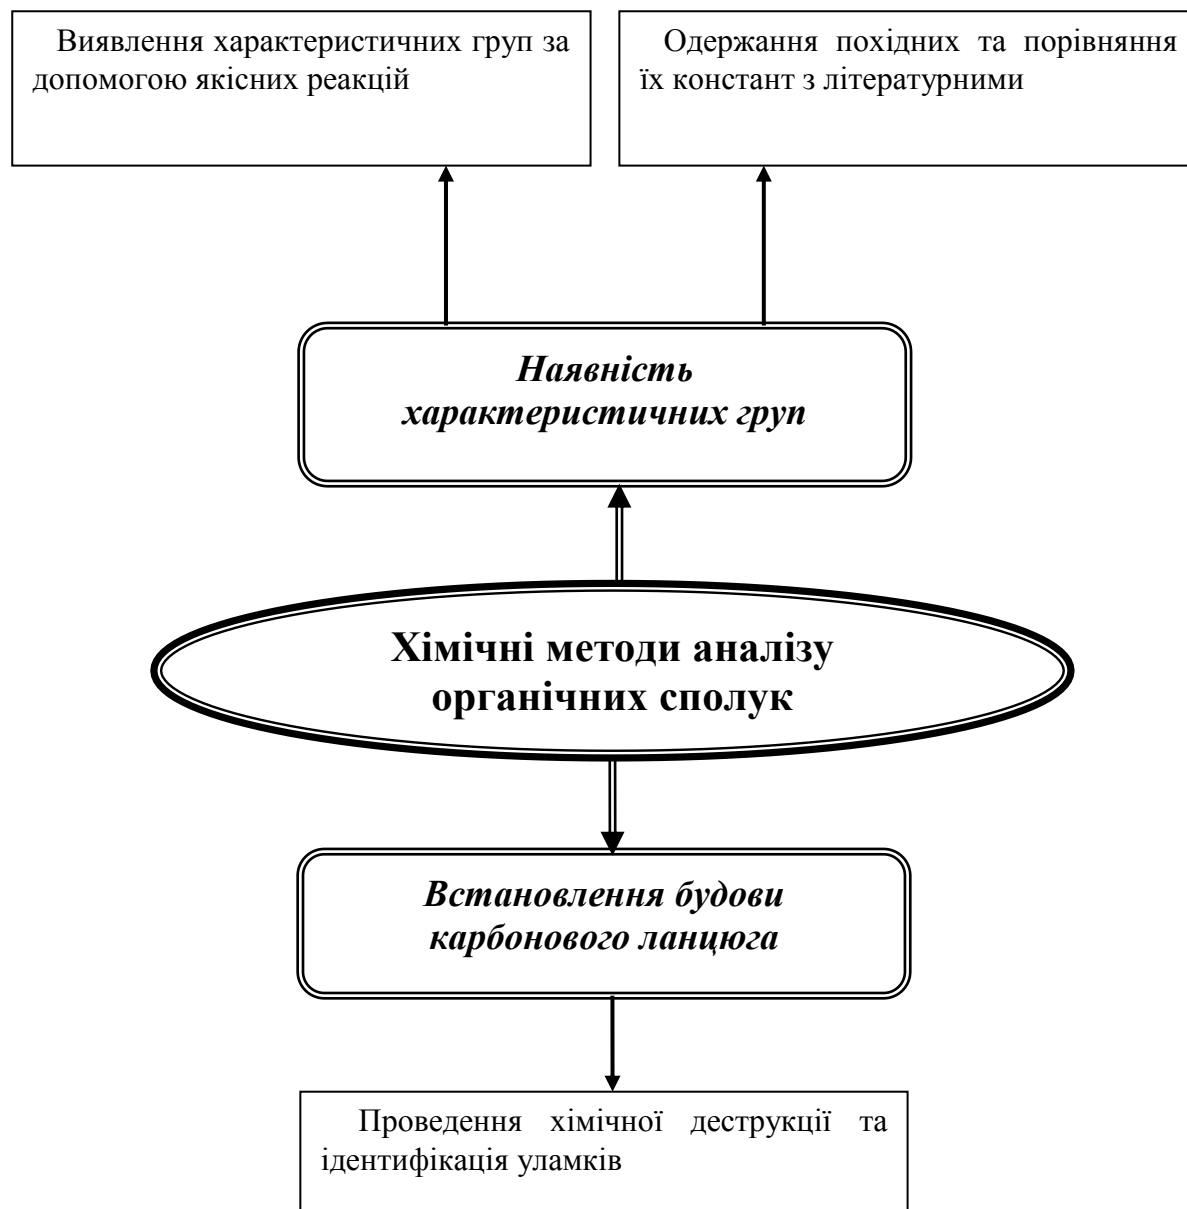 Виявлення характеристичних груп за
допомогою якісних реакцій
Одержання похідних та порівняння
їх констант з літературними
Наявність
характеристичних груп
Хімічні методи аналізу
органічних сполук
Встановлення будови
карбонового ланцюга
Проведення хімічної деструкції та
ідентифікація уламків